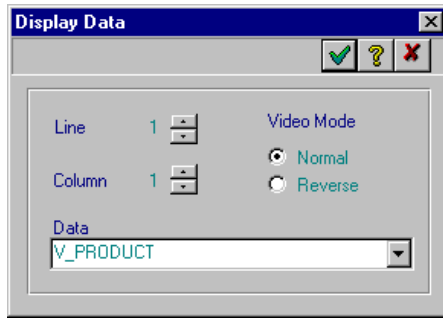 Display Data
Line 1
Video Mode
Normal
Column 1
Reverse
Data
V_PRODUCT